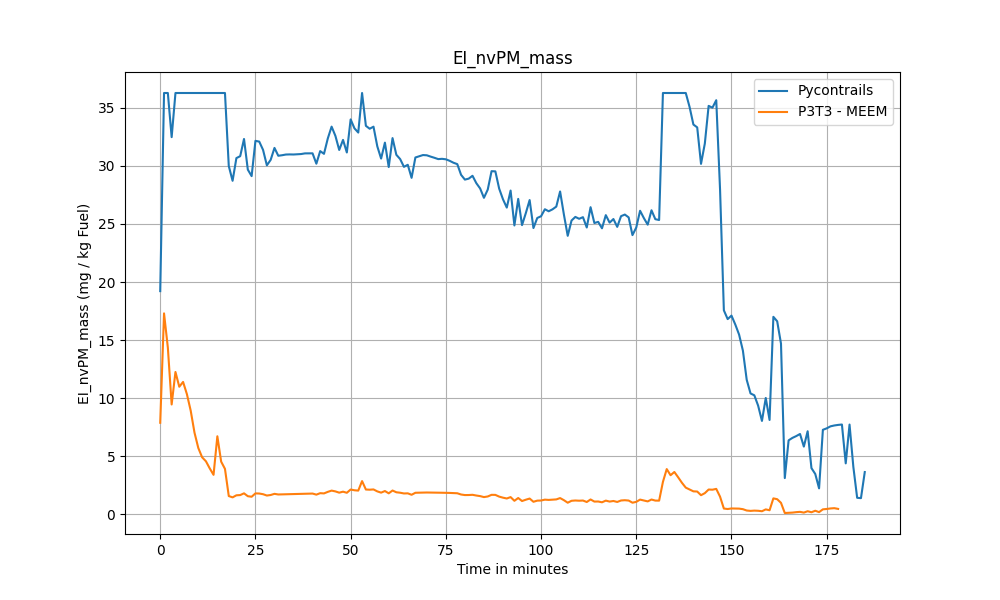 EI_nvPM_mass
Pycontrails
P3T3 - MEEM
EI_nvPM_mass (mg / kg Fuel)
35
30
25
20
15
10
5
0
0 25 50 75 100 125 150 175
Time in minutes